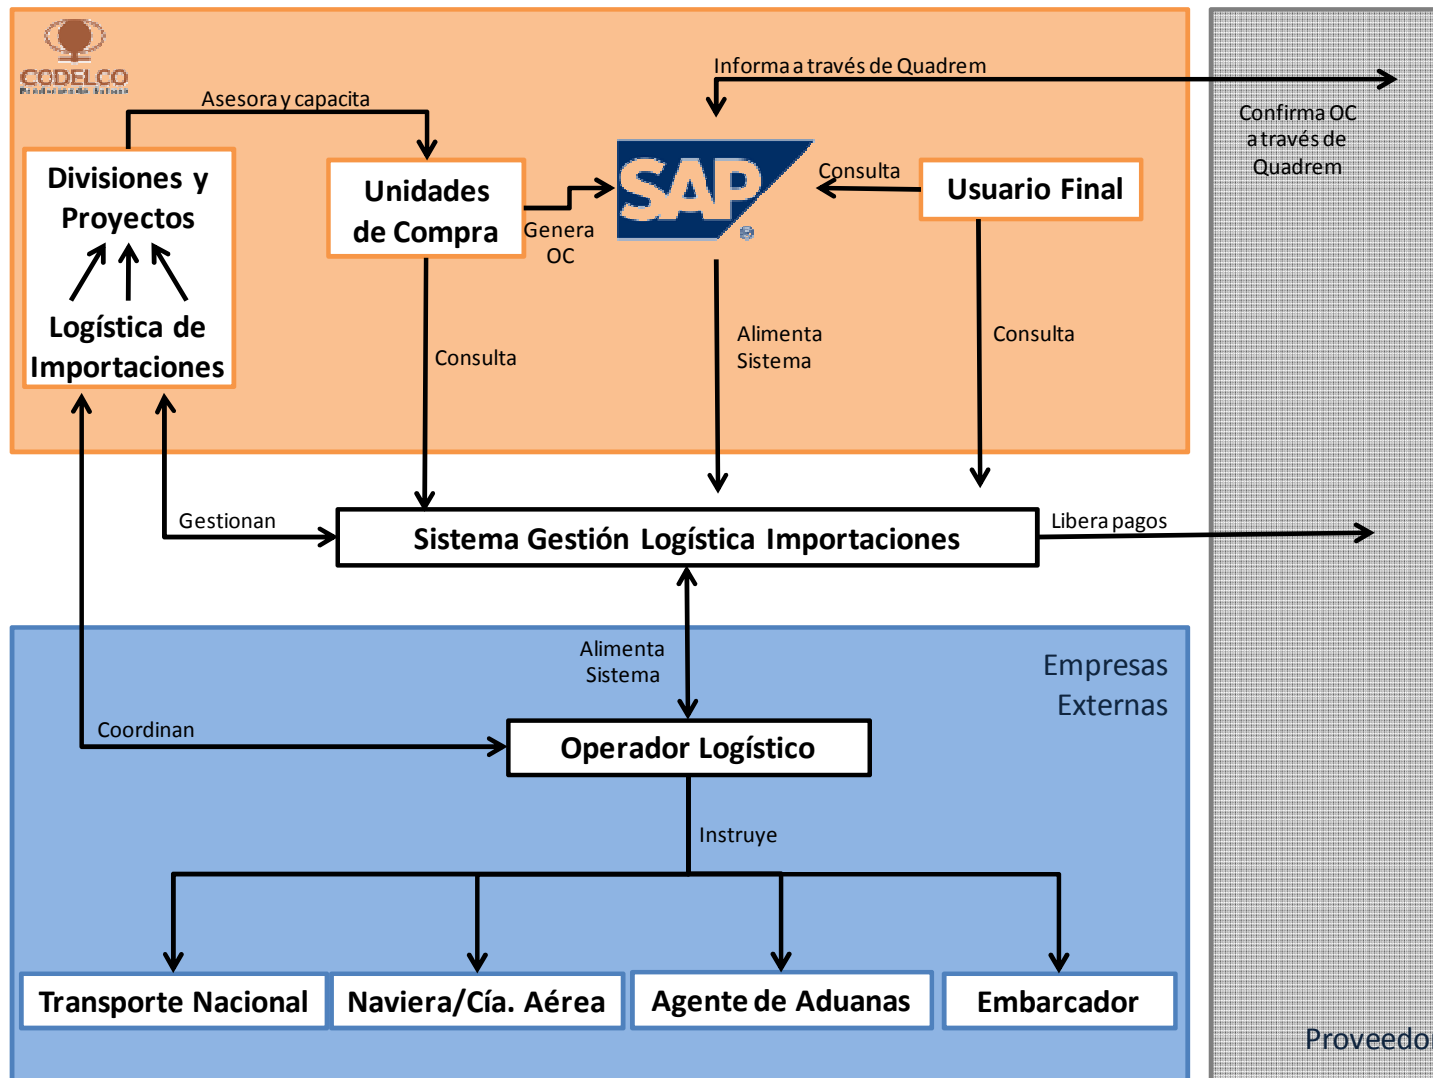 CODELCO
Informa a través de Quadrem
Asesora y capacita
Confirma OC
a través de
Quadrem
Divisiones y
Proyectos
Unidades
de Compra
SAP
®
Consulta
Usuario Final
Genera
OC
Logística de
Importaciones
Consulta
Alimenta
Sistema
Consulta
Gestionan
Sistema Gestión Logística Importaciones
Libera pagos
Alimenta
Sistema
Empresas
Externas
Coordinan
Operador Logístico
Instruye
Transporte Nacional
Naviera/Cía. Aérea
Agente de Aduanas
Embarcador
Proveedor